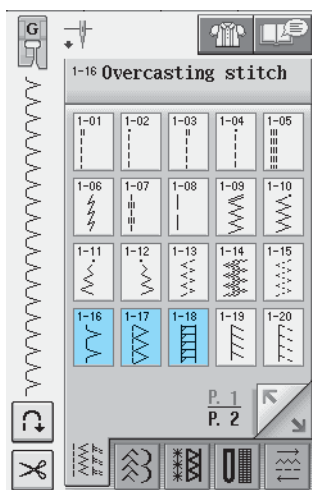 G
1-16 Overcasting stitch
1-01 1-02 1-03 1-04 1-05
1-06 1-07 1-08 1-09 1-10
1-11 1-12 1-13 1-14 1-15
1-16 1-17 1-18 1-19 1-20
P. 1
P. 2